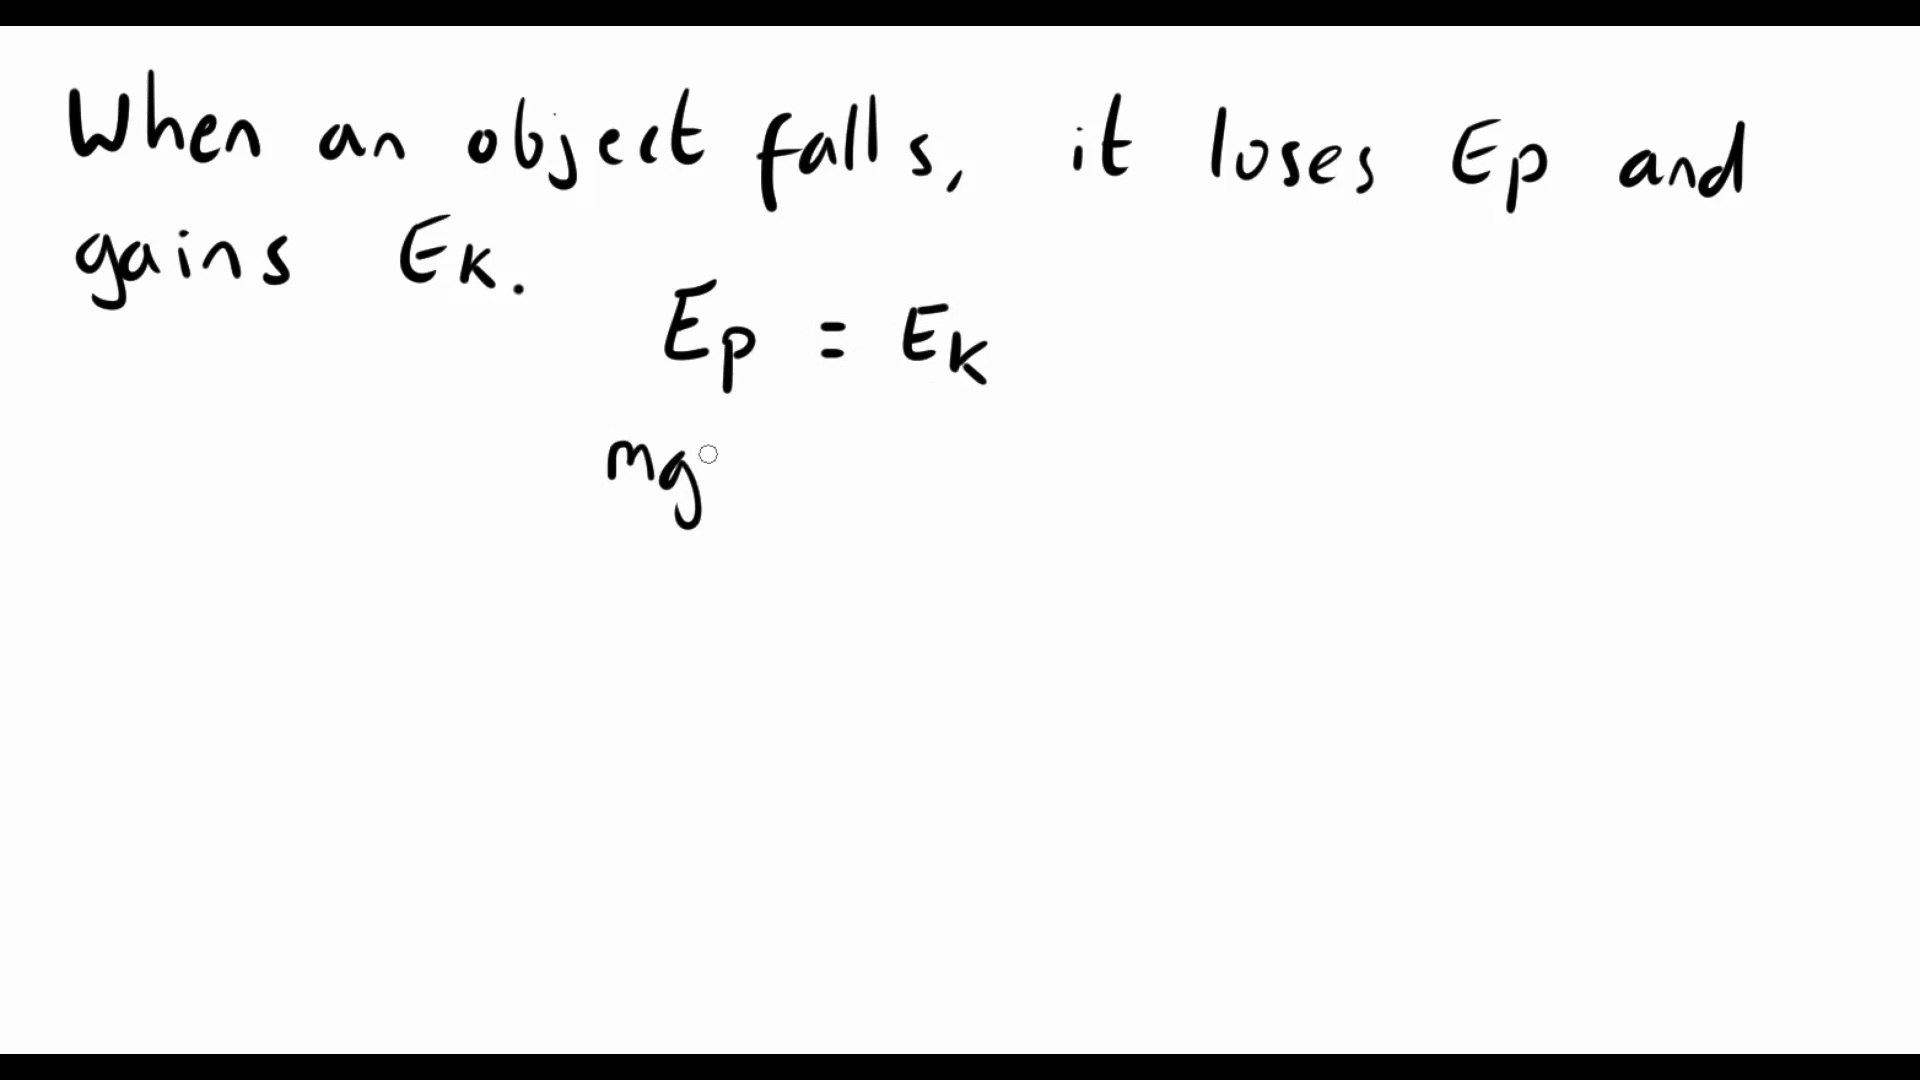 When an object falls, it loses Ep and
gains Ek.
Ep = Ek
mg